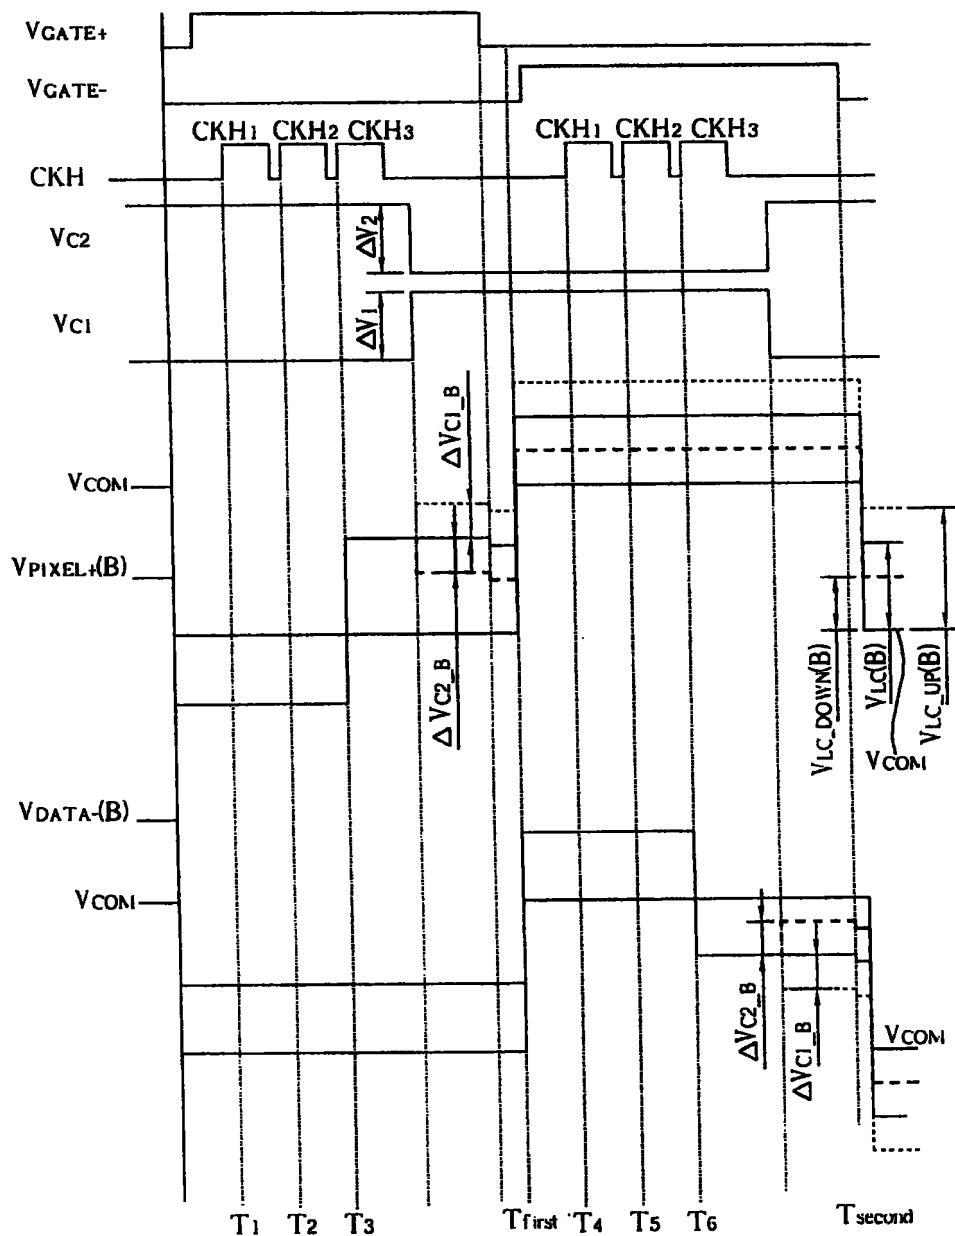 VGATE+
VGATE-
CKH1 CKH2 CKH3 CKH1 CKH2 CKH3
CKH
VC2
ΔV2
VC1
ΔV1
ΔVC1_B
VCOM
VPIXEL+(B)
ΔVC2_B
VLC_DOWN(B)
VLC(B)
VCOM
VLC_UP(B)
VDATA-(B)
VCOM
ΔVC2_B
ΔVC1_B
VCOM
T1 T2 T3 Tfirst T4 T5 T6 Tsecond